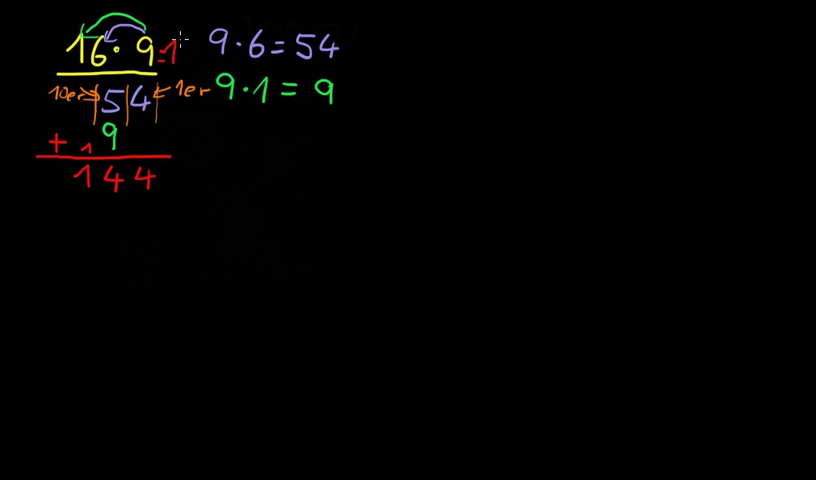 16 · 9 = 1
9 · 6 = 54
10er 54 1er
9 · 1 = 9
+ 1 9
144